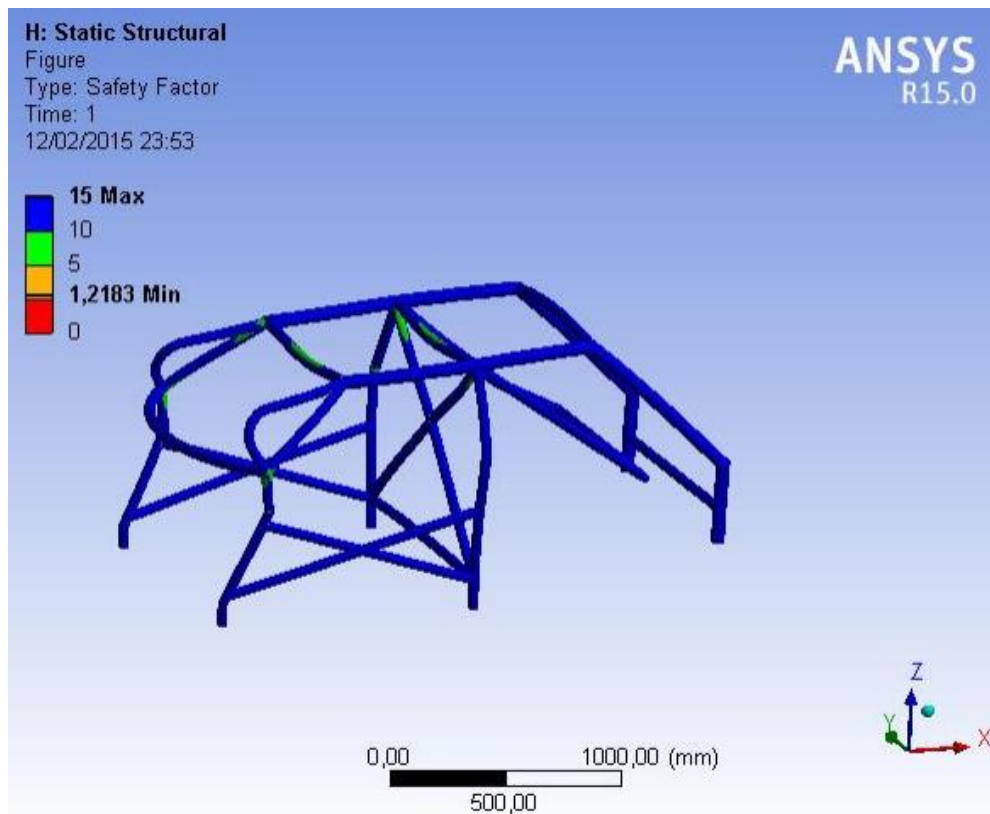 H: Static Structural
Figure
Type: Safety Factor
Time: 1
12/02/2015 23:53
ANSYS
R15.0
15 Max
10
5
1,2183 Min
0
Z
Y
X
0,00
1000,00 (mm)
500,00